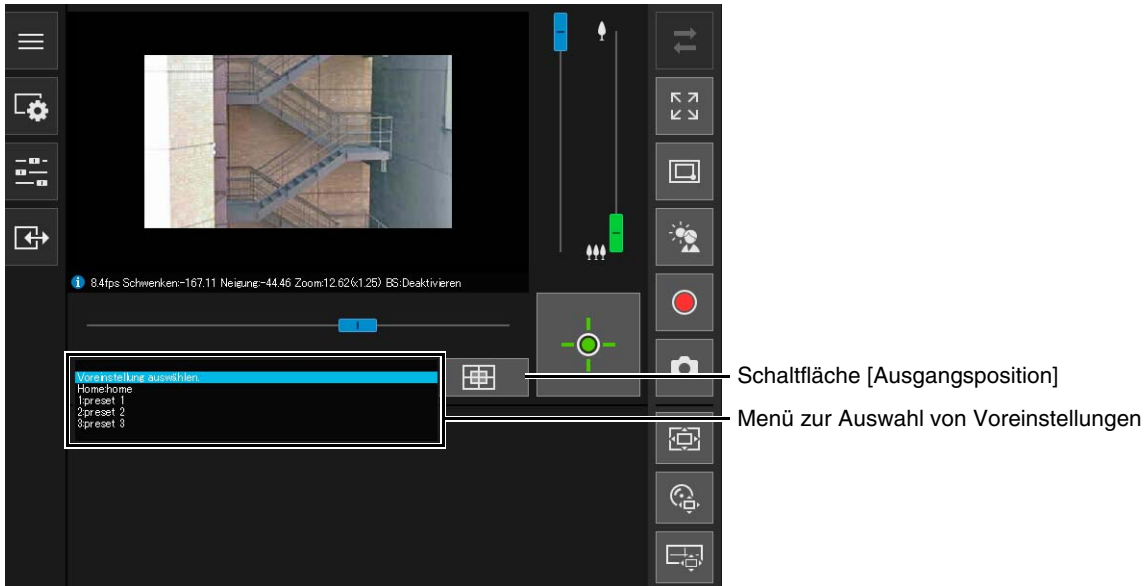 8.4fps Schwenken:-167.11 Neigung:-44.46 Zoom:12.62(x1.25) BS:Deaktivieren
Voreinstellung auswählen.
Home:home
1:preset 1
2:preset 2
3:preset 3
Schaltfläche [Ausgangsposition]
Menü zur Auswahl von Voreinstellungen